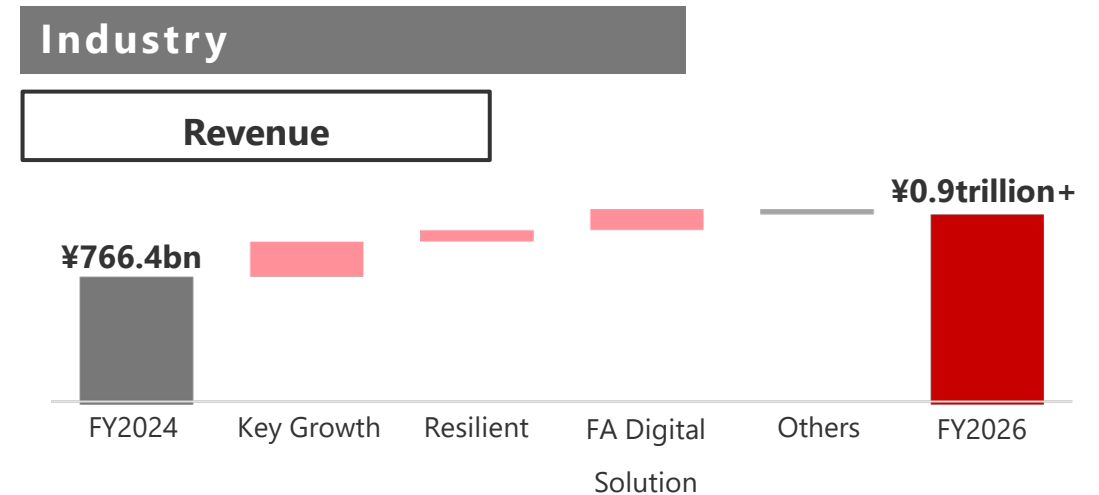 Industry
Revenue
¥0.9trillion+
¥766.4bn
FY2024 Key Growth Resilient FA Digital Others FY2026
Solution